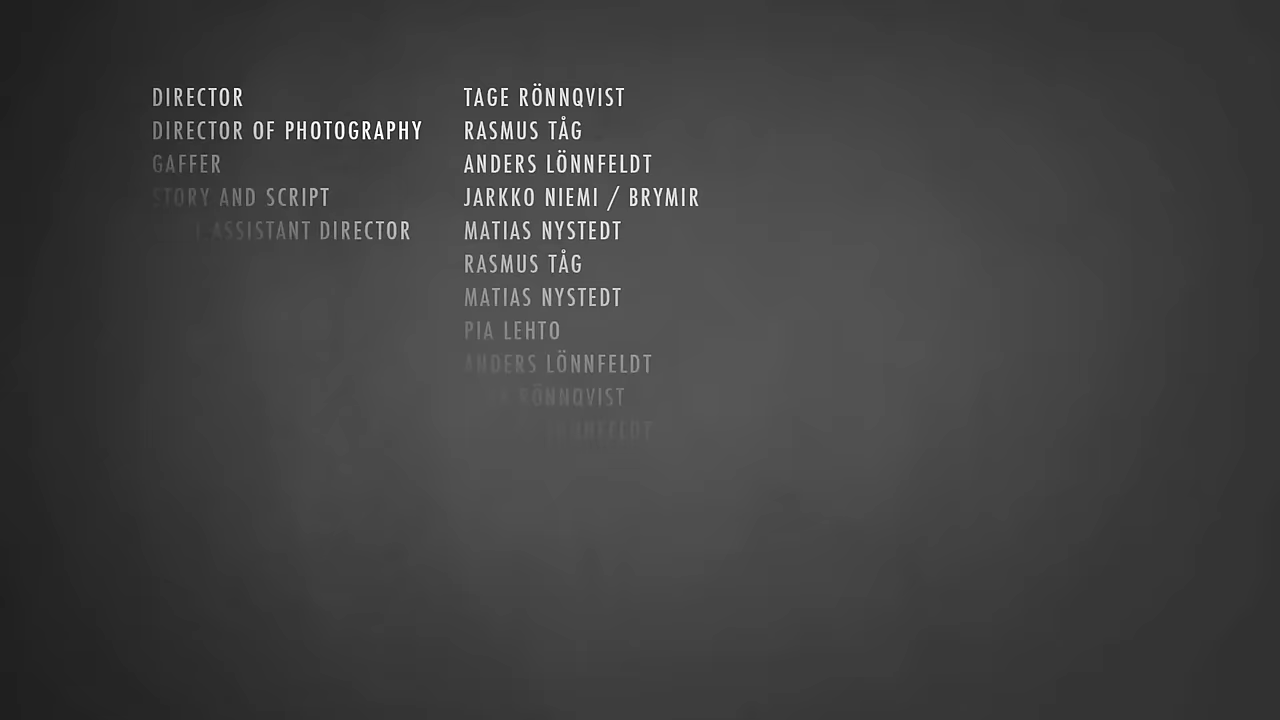 DIRECTOR TAGE RÖNNQVIST
DIRECTOR OF PHOTOGRAPHY RASMUS TÅG
GAFFER ANDERS LÖNNFELDT
STORY AND SCRIPT JARKKO NIEMI / BRYMIR
ASSISTANT DIRECTOR MATIAS NYSTEDT
RASMUS TÅG
MATIAS NYSTEDT
PIA LEHTO
ANDERS LÖNNFELDT
RÖNNQVIST